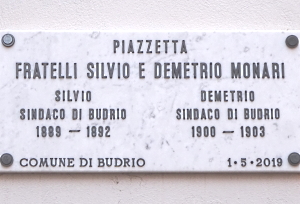 PIAZZETTA
FRATELLI SILVIO E DEMETRIO MONARI
SILVIO DEMETRIO
SINDACO DI BUDRIO SINDACO DI BUDRIO
1889 - 1892 1900 - 1903
COMUNE DI BUDRIO 1•5•2019